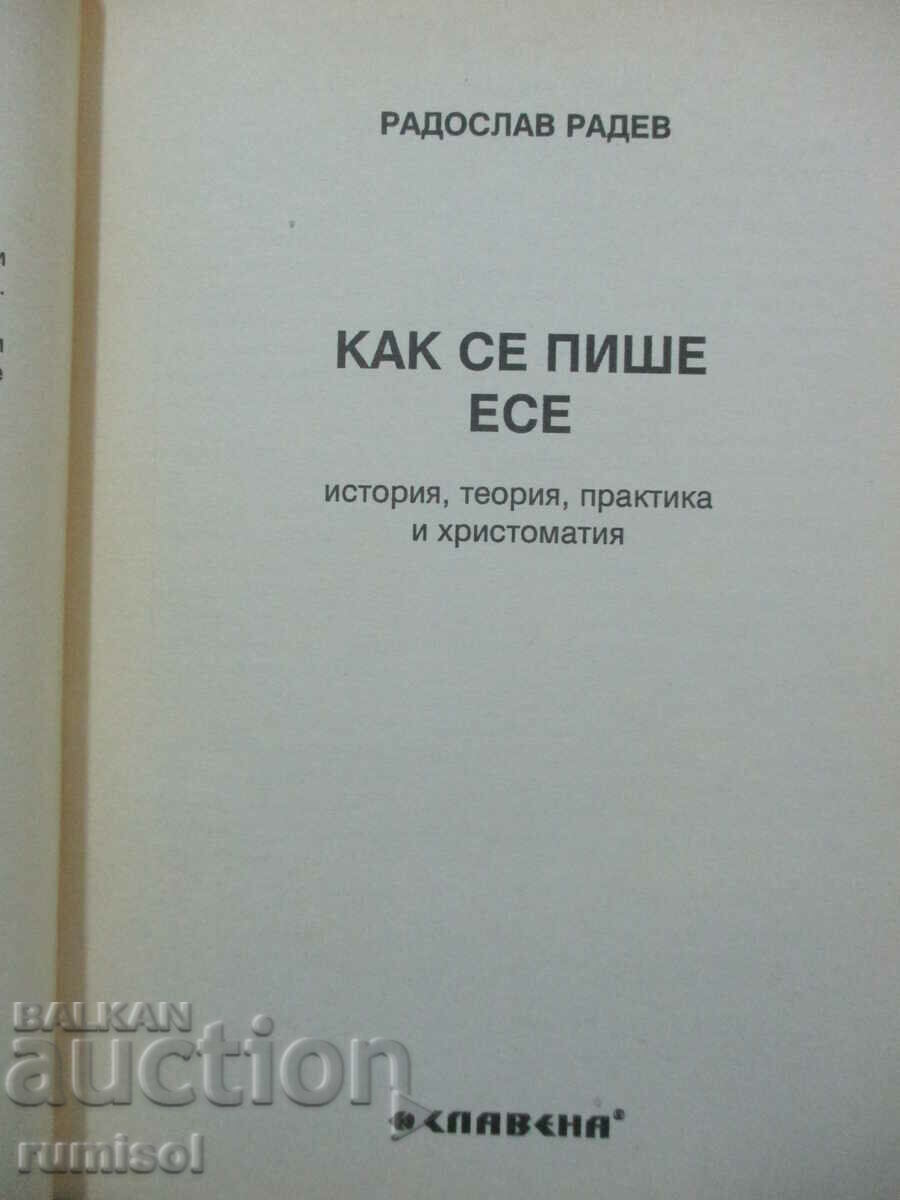 РАДОСЛАВ РАДЕВ
КАК СЕ ПИШЕ
ЕСЕ
история, теория, практика
и христоматия
СЛАВЕНА®
BALKAN
auction
rumisol